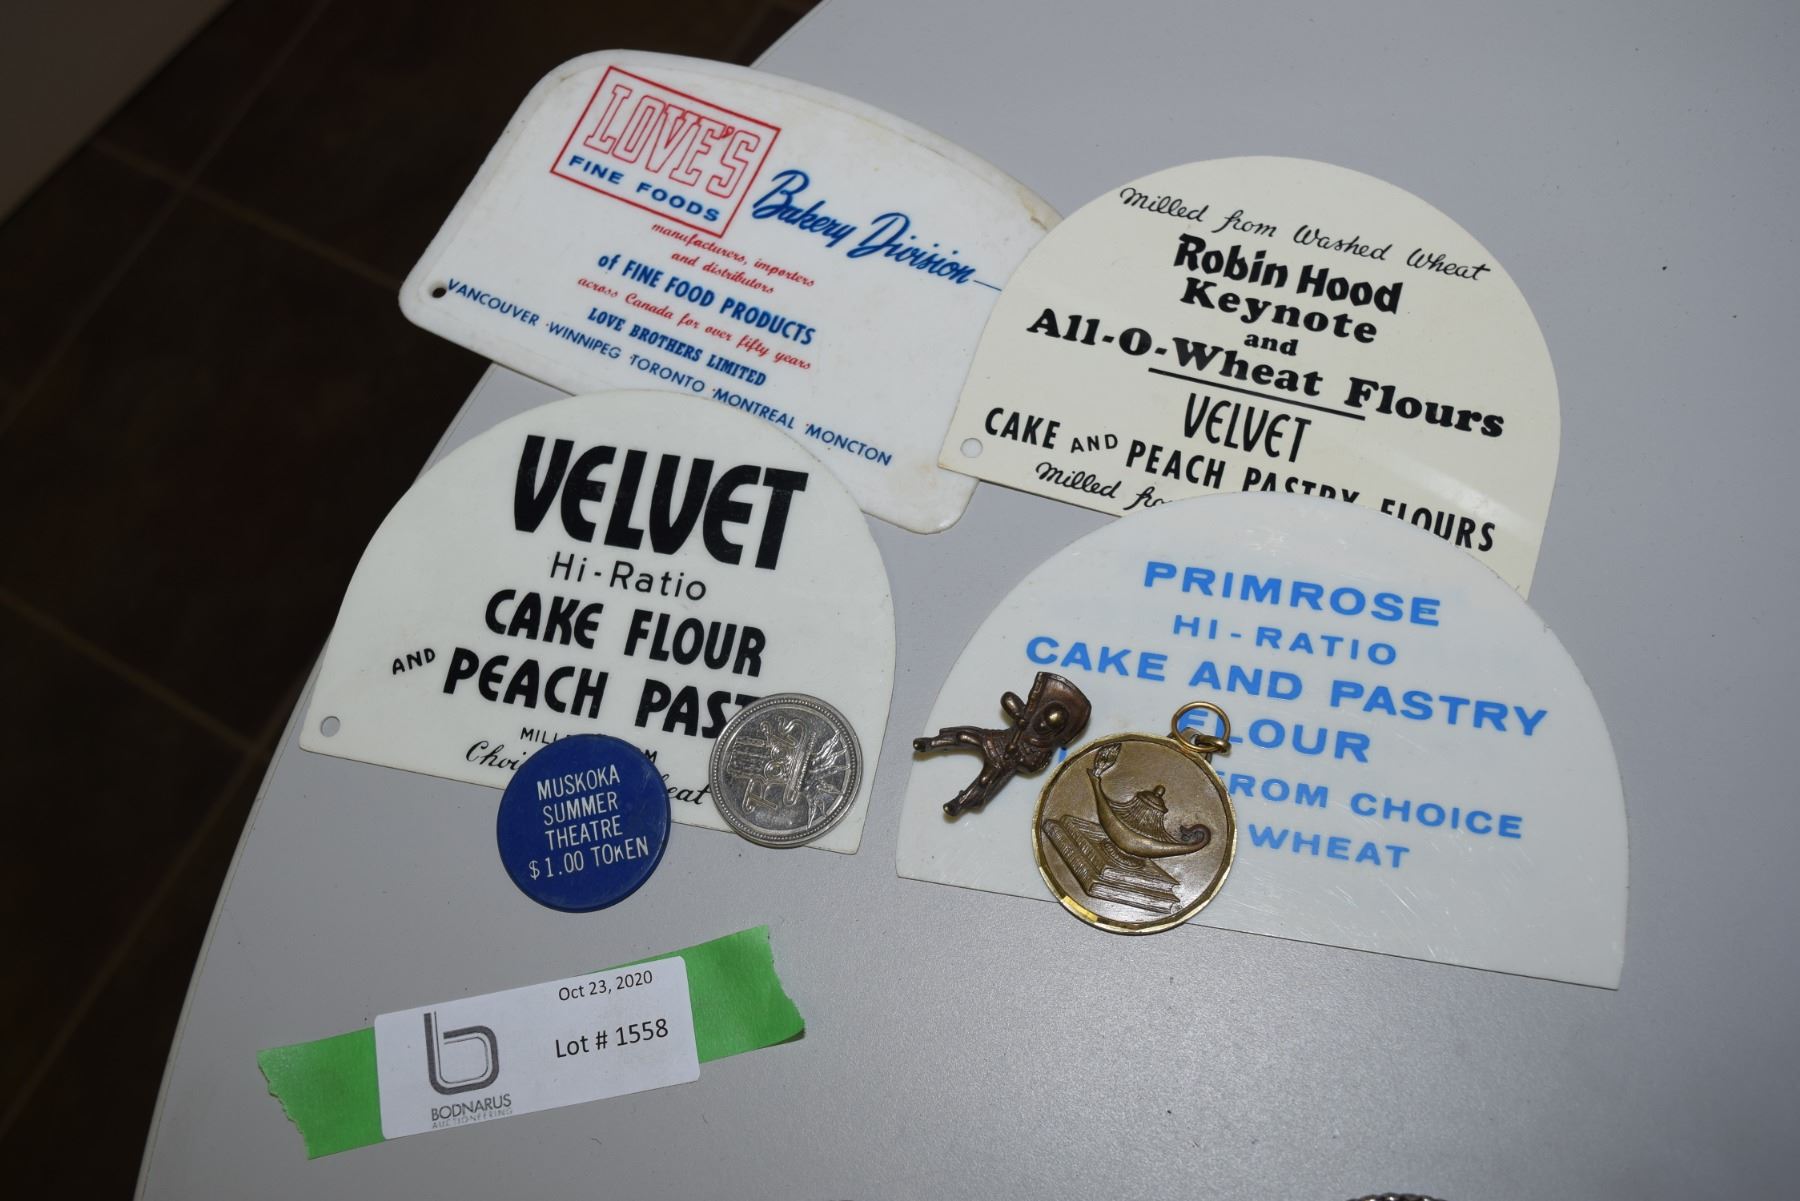 LOVE'S
FINE FOODS
Bakery Division
manufacturers, importers
and distributors
of FINE FOOD PRODUCTS
across Canada for over fifty years
LOVE BROTHERS LIMITED
VANCOUVER · WINNIPEG · TORONTO · MONTREAL · MONCTON
Milled from Washed Wheat
Robin Hood
Keynote
and
All-O-Wheat Flours
VELVET
CAKE AND PEACH PASTRY FLOURS
Milled
VELVET
Hi-Ratio
CAKE FLOUR
AND PEACH
PRIMROSE
HI-RATIO
CAKE AND PASTRY
FLOUR
FROM CHOICE
WHEAT
MUSKOKA
SUMMER
THEATRE
$1.00 TOKEN
Oct 23, 2020
Lot # 1558
b
BODNARUS
AUCTIONEERING